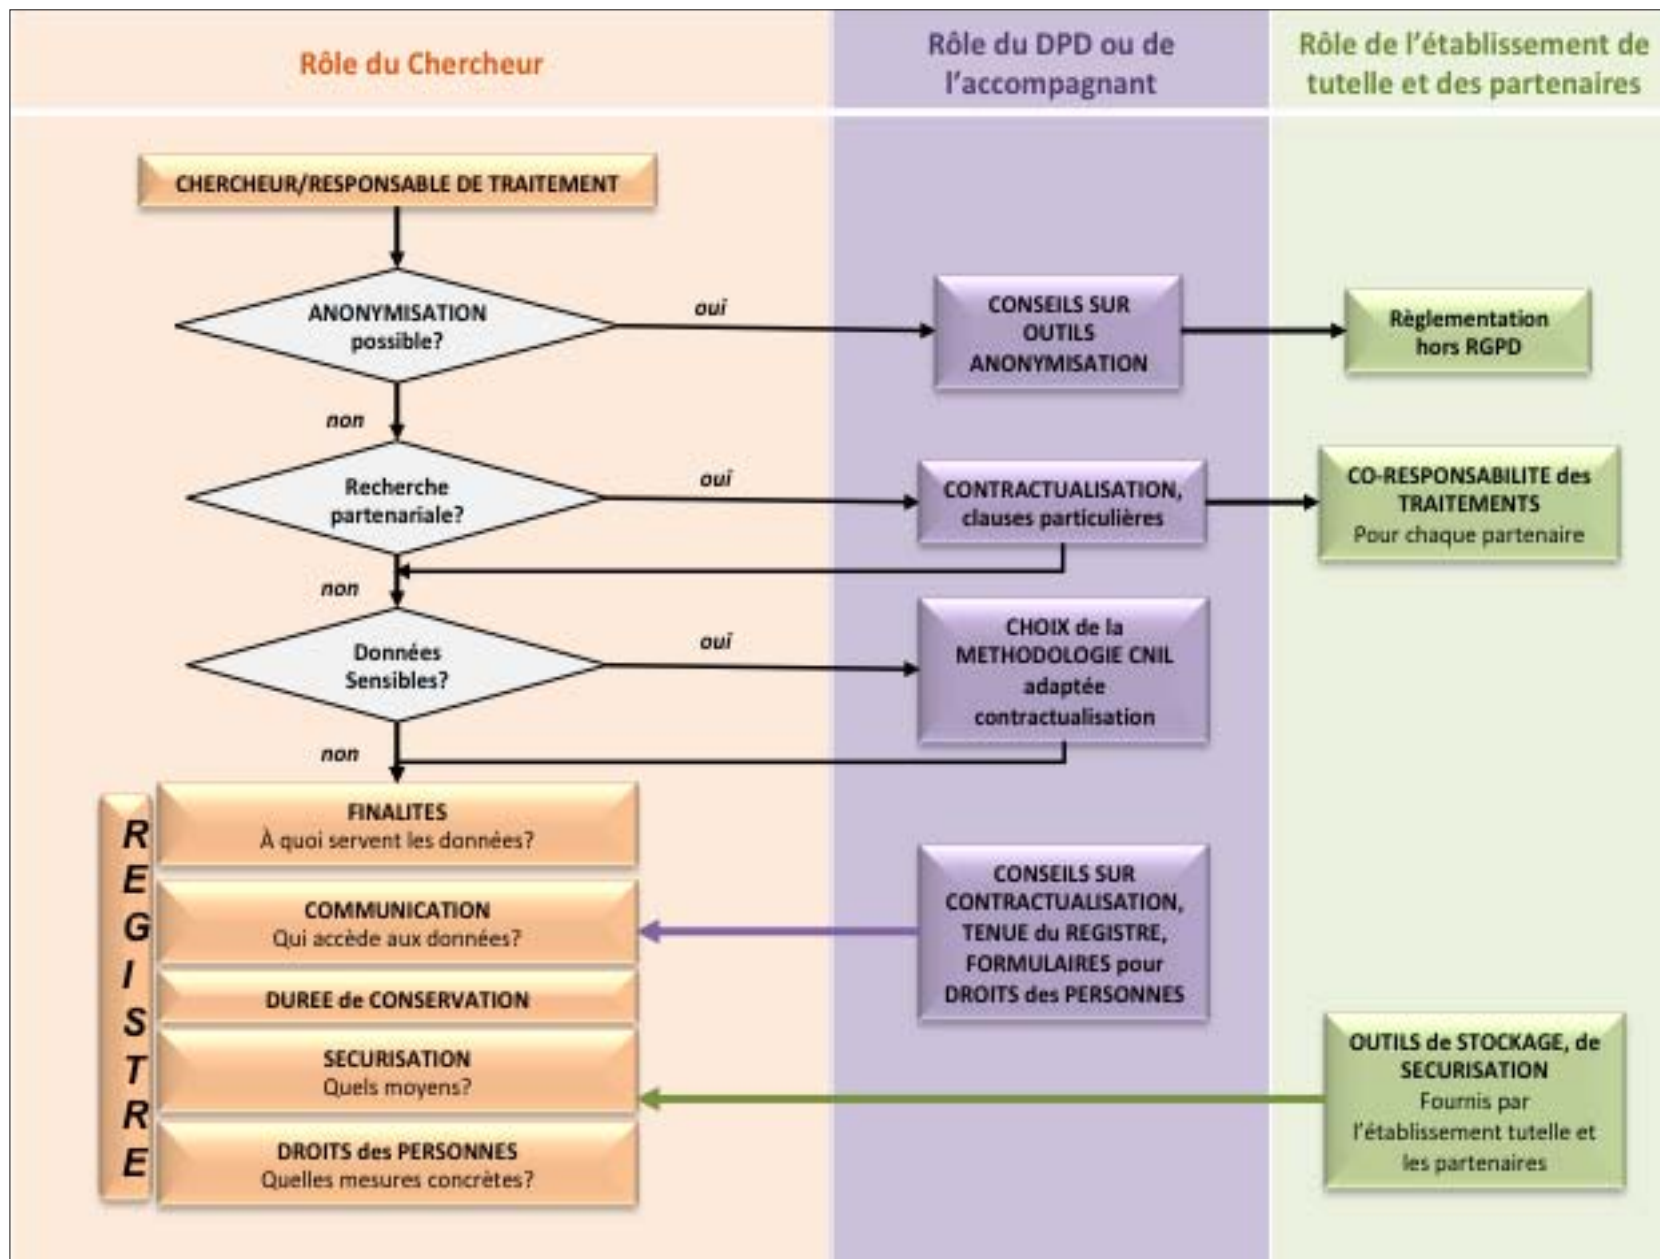 Rôle du Chercheur
Rôle du DPD ou de
l'accompagnant
Rôle de l'établissement de
tutelle et des partenaires
CHERCHEUR/RESPONSABLE DE TRAITEMENT
ANONYMISATION
possible?
oui
CONSEILS SUR
OUTILS
ANONYMISATION
Règlementation
hors RGPD
non
Recherche
partenariale?
oui
CONTRACTUALISATION,
clauses particulières
CO-RESPONSABILITE des
TRAITEMENTS
Pour chaque partenaire
non
Données
Sensibles?
oui
CHOIX de la
METHODOLOGIE CNIL
adaptée
contractualisation
non
REGISTRE
FINALITES
À quoi servent les données?
COMMUNICATION
Qui accède aux données?
DUREE de CONSERVATION
SECURISATION
Quels moyens?
DROITS des PERSONNES
Quelles mesures concrètes?
CONSEILS SUR
CONTRACTUALISATION,
TENUE du REGISTRE,
FORMULAIRES pour
DROITS des PERSONNES
OUTILS de STOCKAGE, de
SECURISATION
Fournis par
l'établissement tutelle et
les partenaires